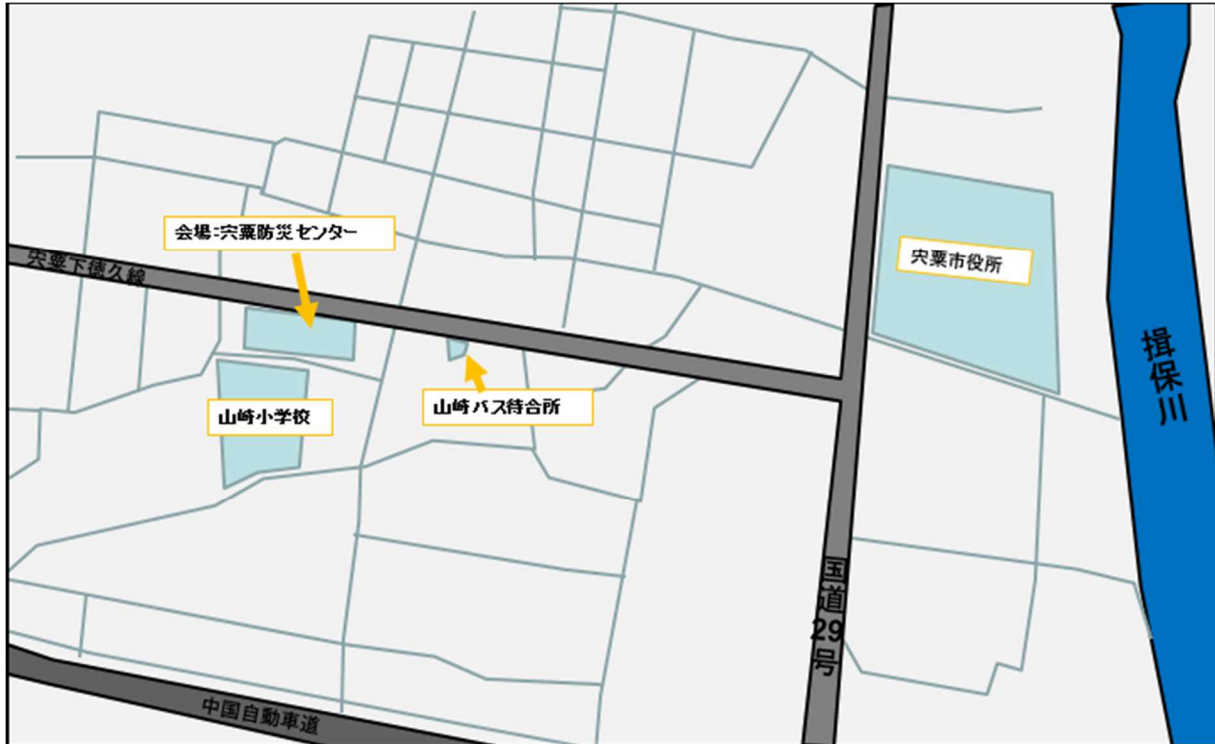 会場:宍粟防災センター
宍粟下徳久線
宍粟市役所
揖保川
山崎小学校
山崎バス待合所
国道29号
中国自動車道